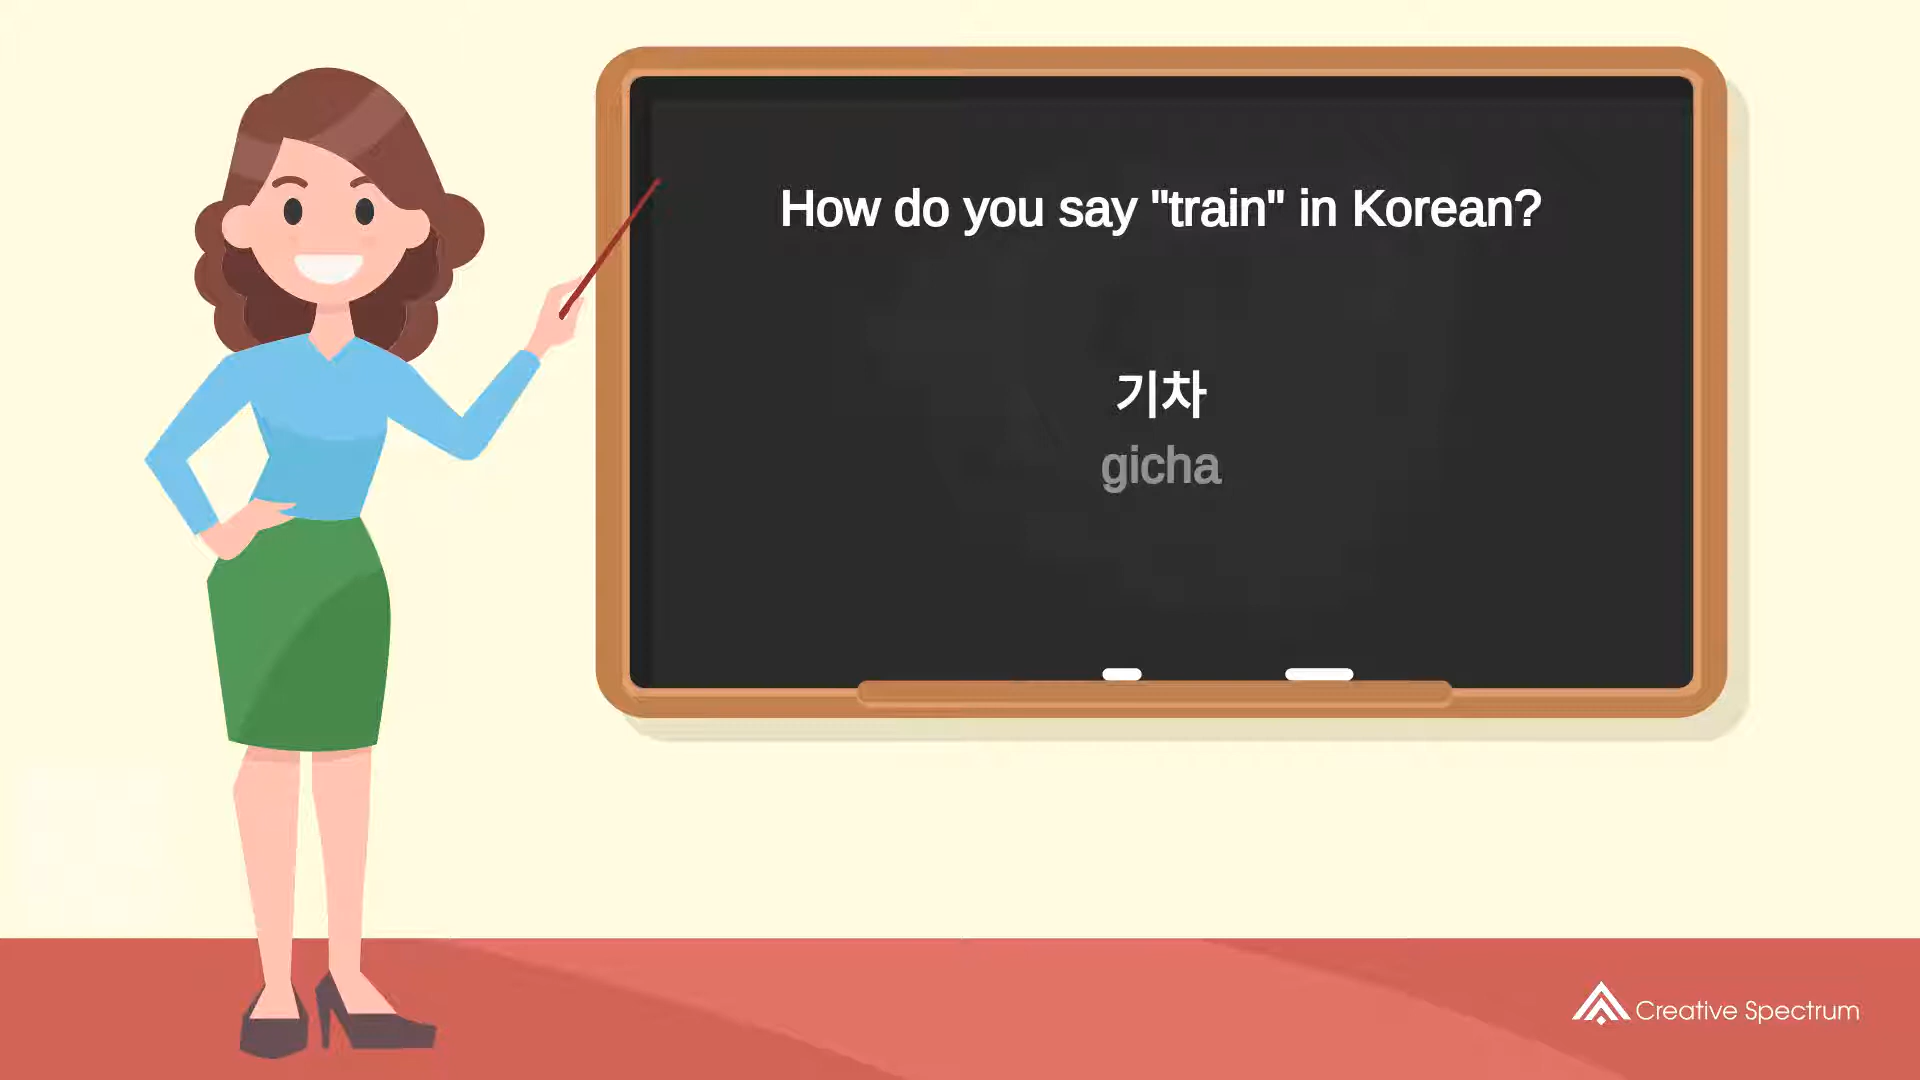 How do you say "train" in Korean?
기차
gicha
Creative Spectrum